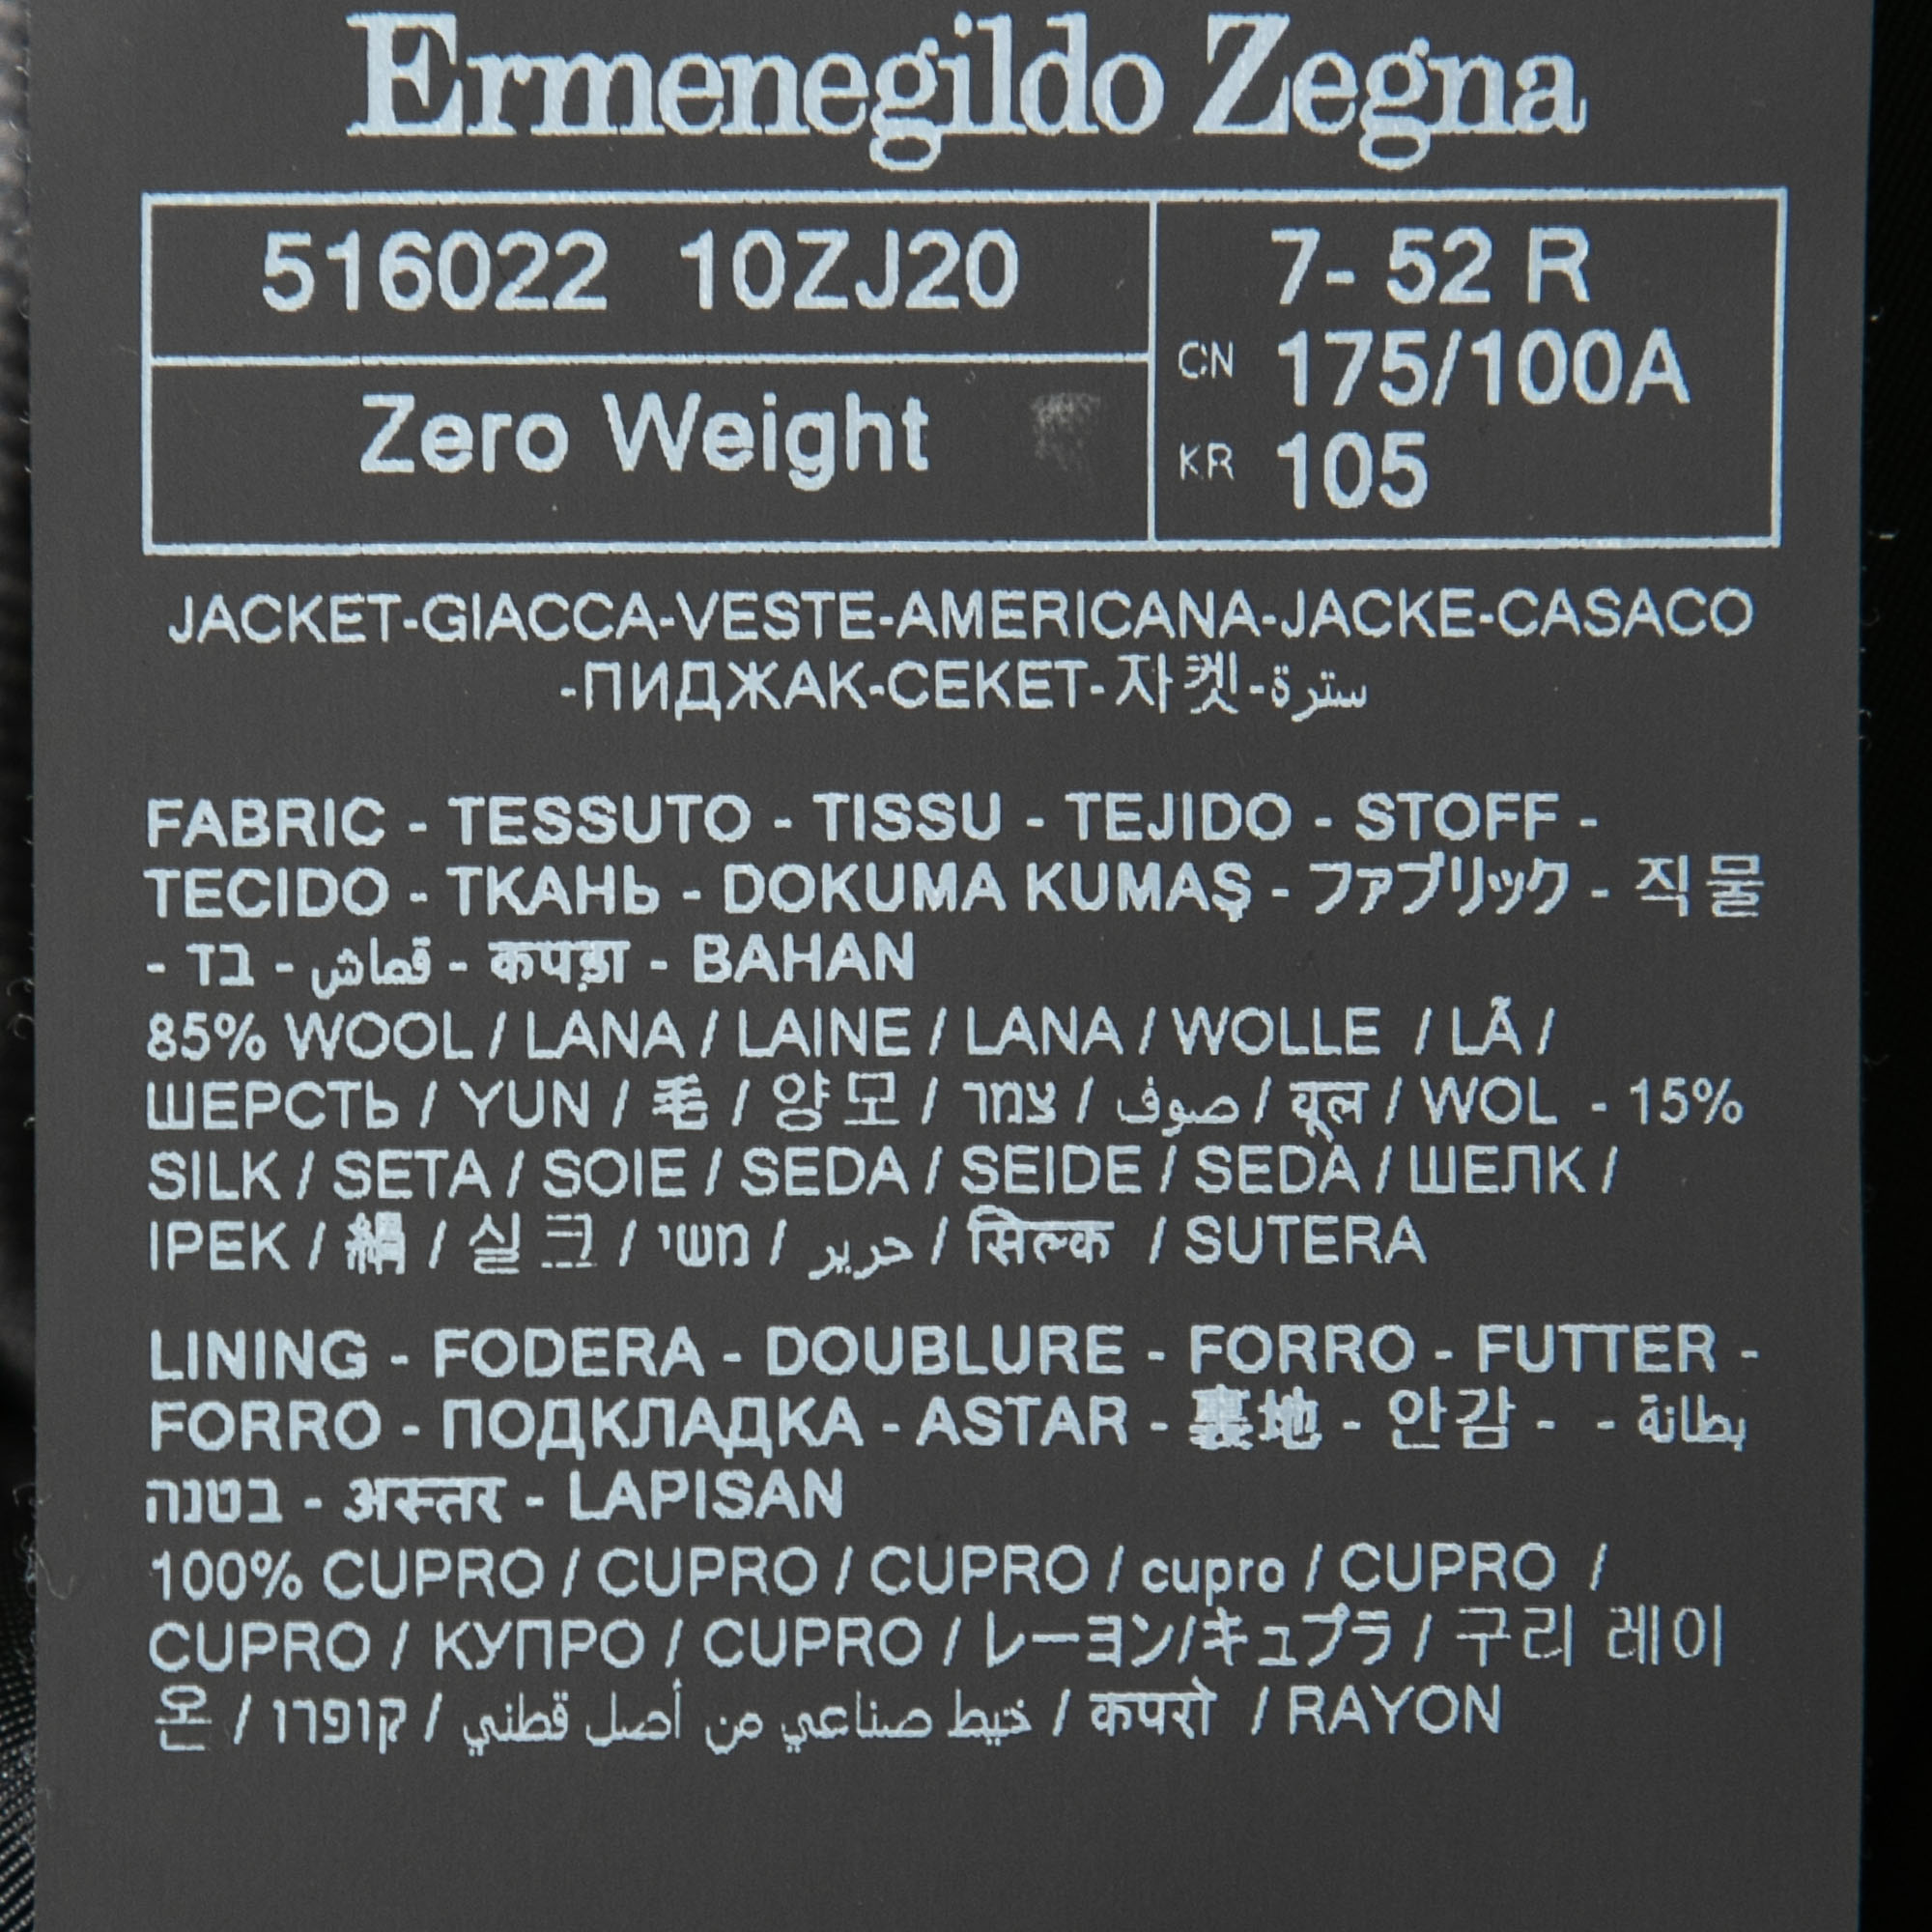 Ermenegildo Zegna
516022 10ZJ20
Zero Weight
7- 52 R
CN 175/100A
KR 105
JACKET-GIACCA-VESTE-AMERICANA-JACKE-CASACO
-ПИДЖАК-CEKET-자켓-سترة
FABRIC - TESSUTO - TISSU - TEJIDO - STOFF -
TECIDO - ТКАНЬ - DOKUMA KUMAŞ - ファブリック - 직물
- בד - قماش - कपड़ा - BAHAN
85% WOOL / LANA / LAINE / LANA / WOLLE / LÃ /
ШЕРСТЬ / YUN / 毛 / 양모 / צמר / صوف / वूल / WOL - 15%
SILK / SETA / SOIE / SEDA / SEIDE / SEDA / ШЕЛК /
IPEK / 絹 / 실크 / משי / حرير / सिल्क / SUTERA
LINING - FODERA - DOUBLURE - FORRO - FUTTER -
FORRO - ПОДКЛАДКА - ASTAR - 裏地 - 안감 - - بطانة
בטנה - अस्तर - LAPISAN
100% CUPRO / CUPRO / CUPRO / cupro / CUPRO /
CUPRO / КУПРО / CUPRO / レーヨン/キュプラ / 구리 레이
온 / קופרו / خيط صناعي من أصل قطني / कपरो / RAYON